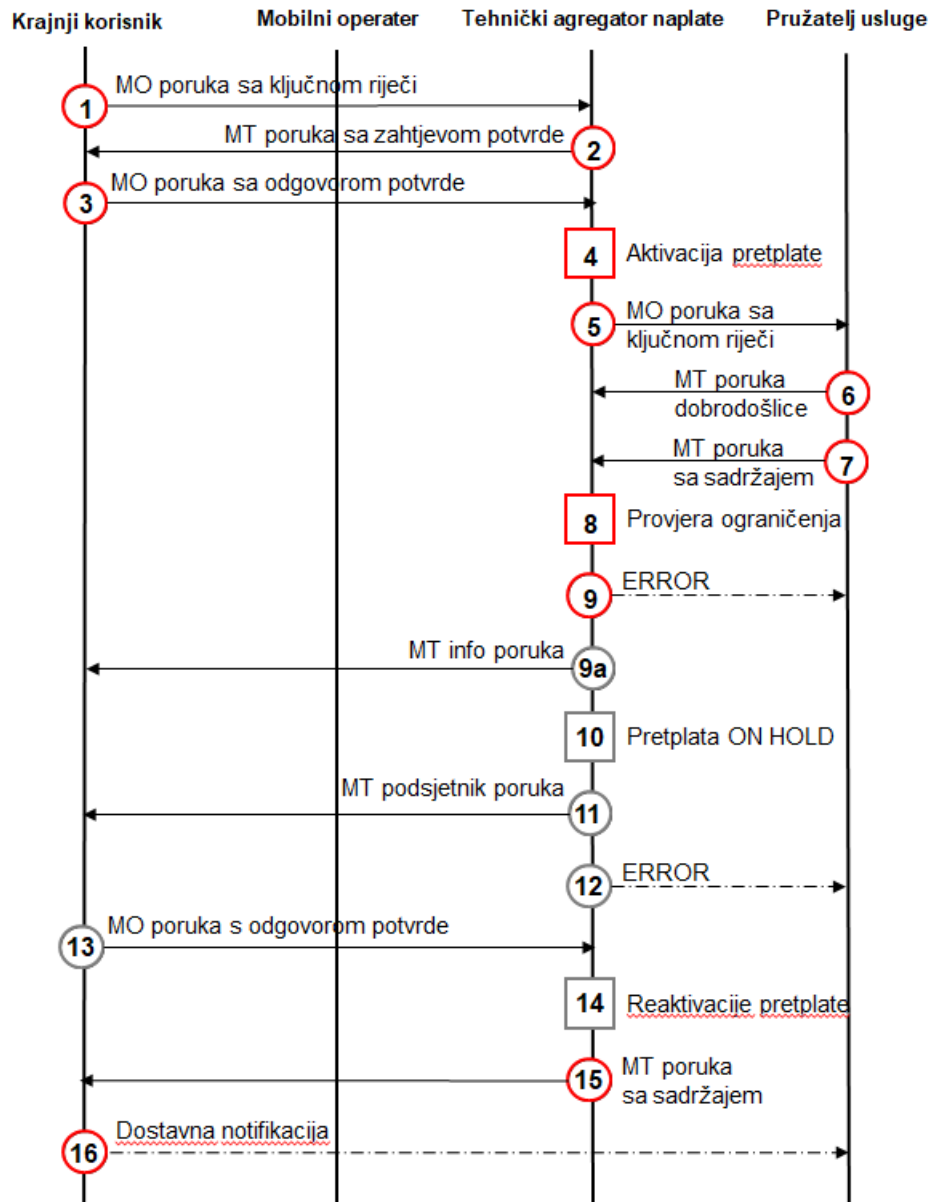 Krajnji korisnik Mobilni operater Tehnički agregator naplate Pružatelj usluge
MO poruka sa ključnom riječi
1
MT poruka sa zahtjevom potvrde
2
MO poruka sa odgovorom potvrde
3
4 Aktivacija pretplate
5 MO poruka sa
ključnom riječi
MT poruka
dobrodošlice
6
MT poruka
sa sadržajem
7
8 Provjera ograničenja
9 ERROR
MT info poruka
9a
10 Pretplata ON HOLD
MT podsjetnik poruka
11
12 ERROR
MO poruka s odgovorom potvrde
13
14 Reaktivacije pretplate
15 MT poruka
sa sadržajem
Dostavna notifikacija
16